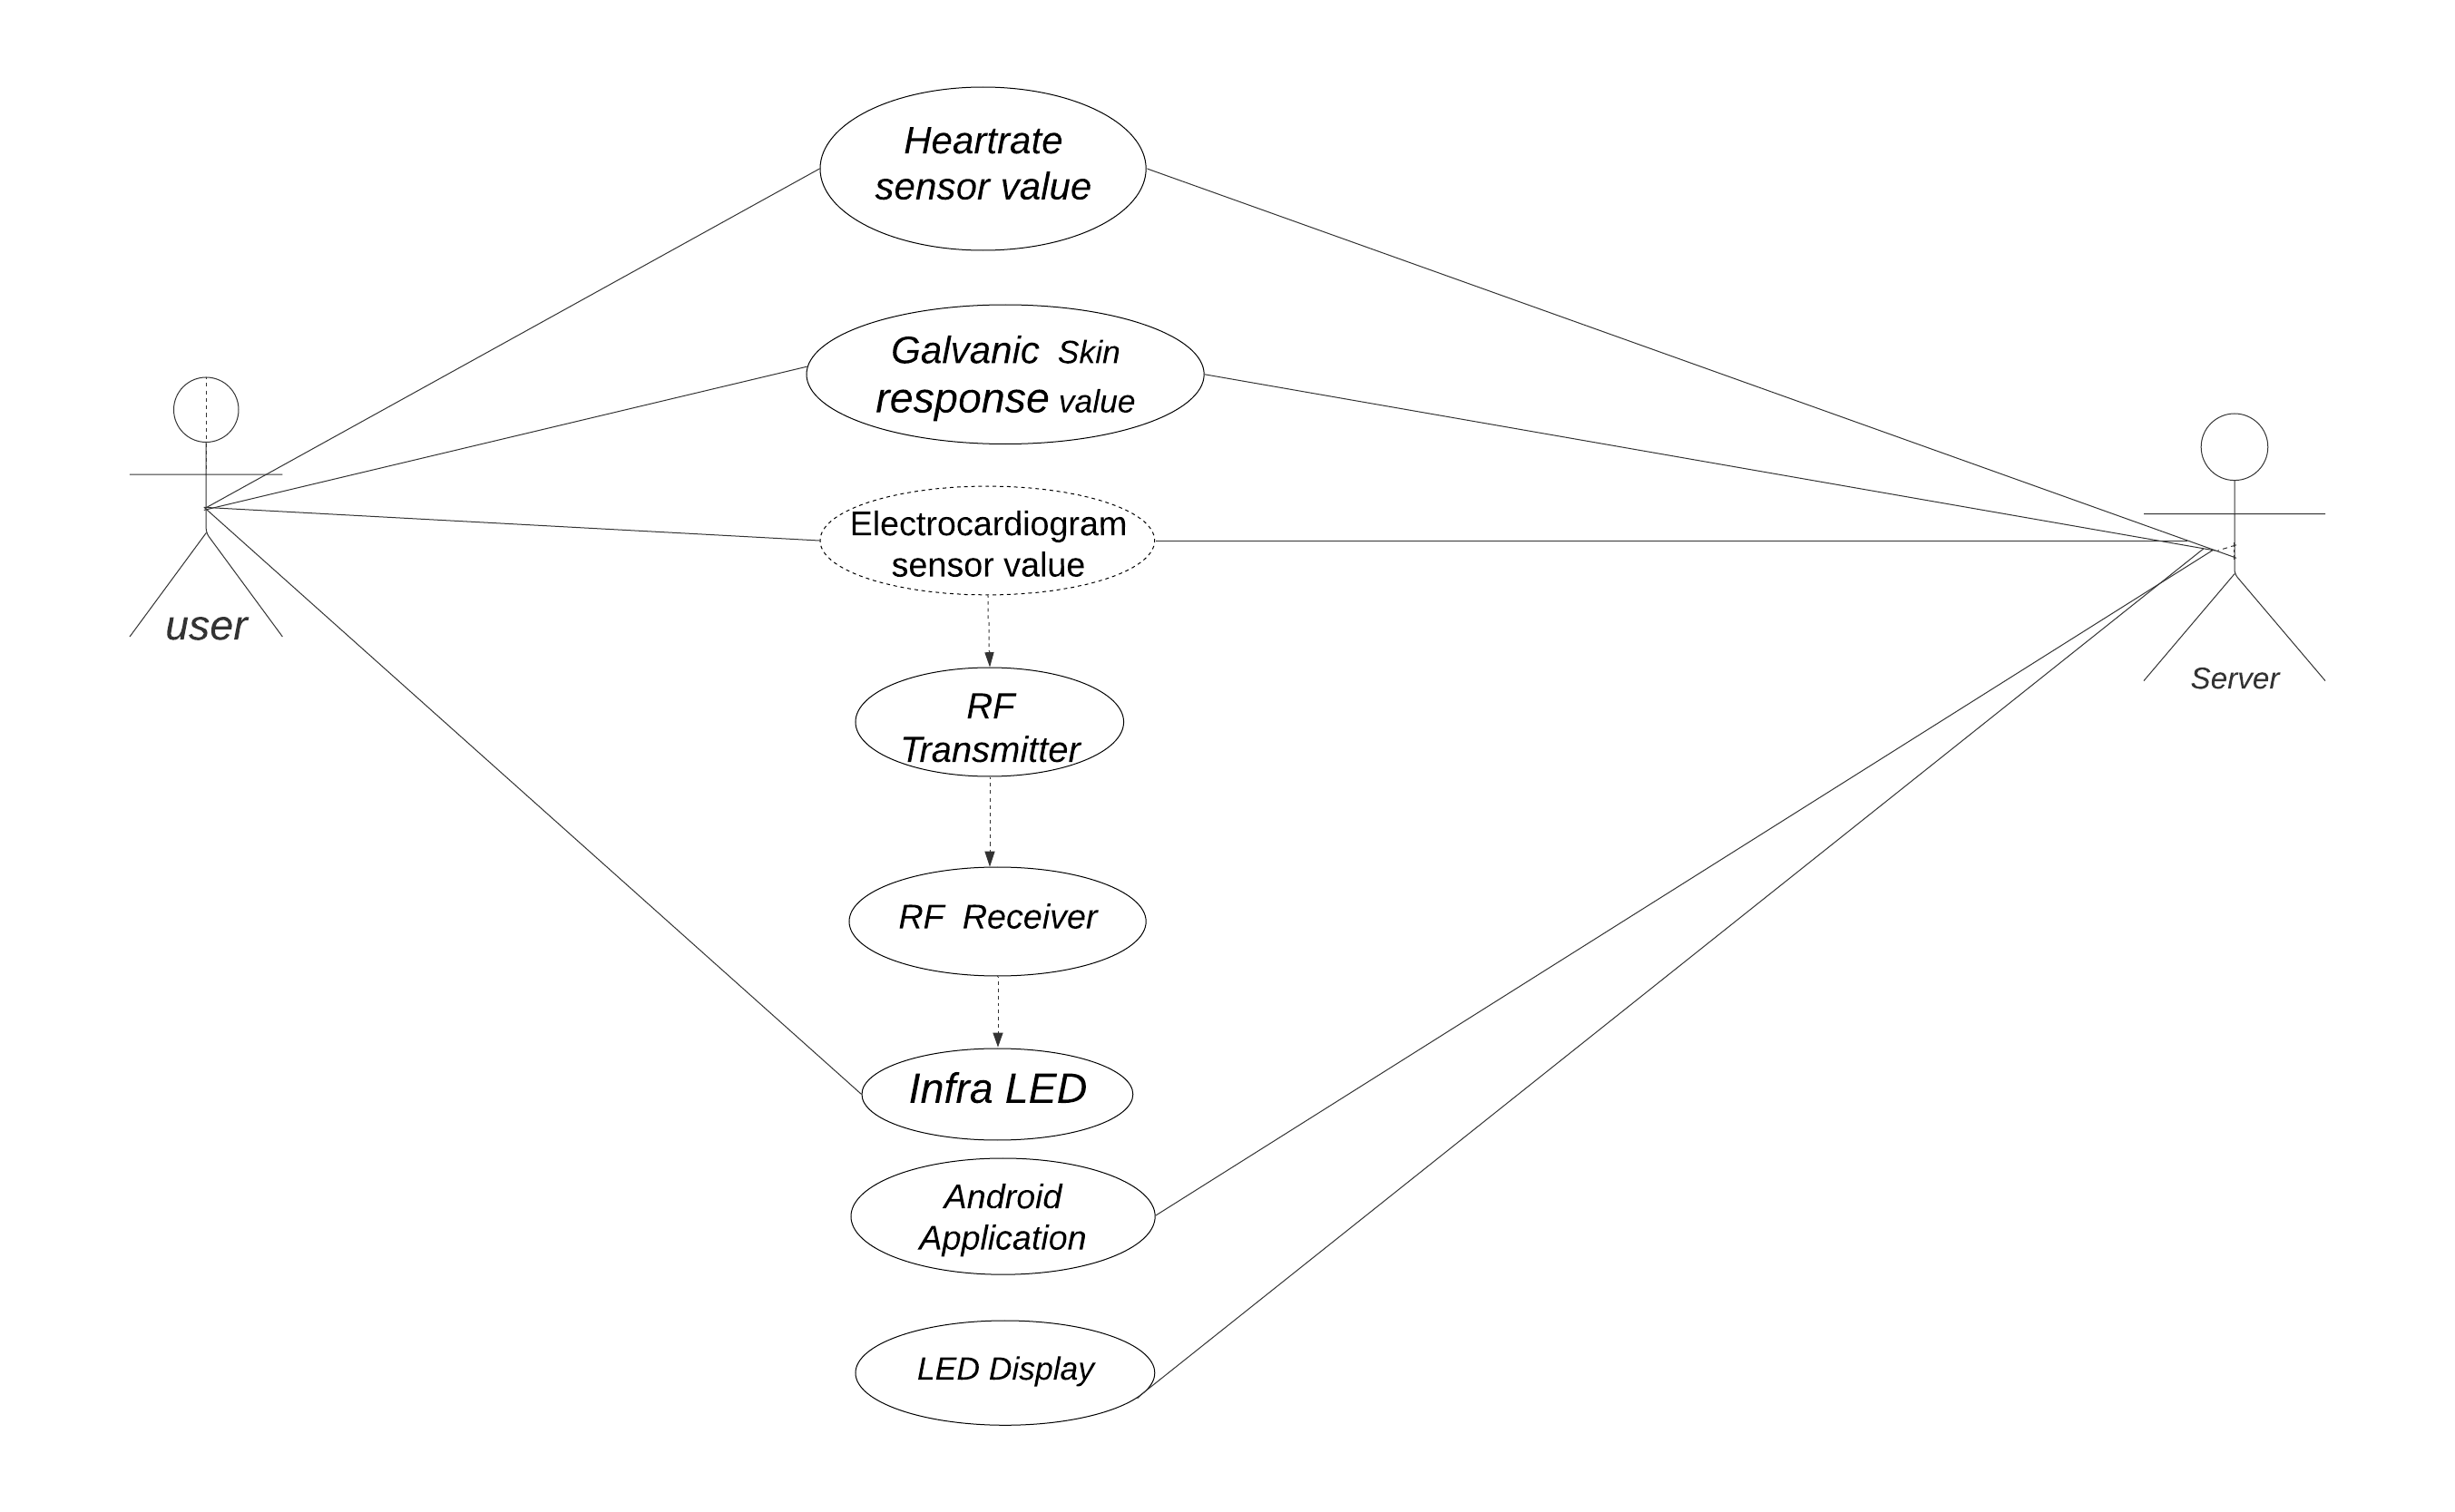 Heartrate
sensor value
Galvanic Skin
response value
Electrocardiogram
sensor value
user
Server
RF
Transmitter
RF Receiver
Infra LED
Android
Application
LED Display